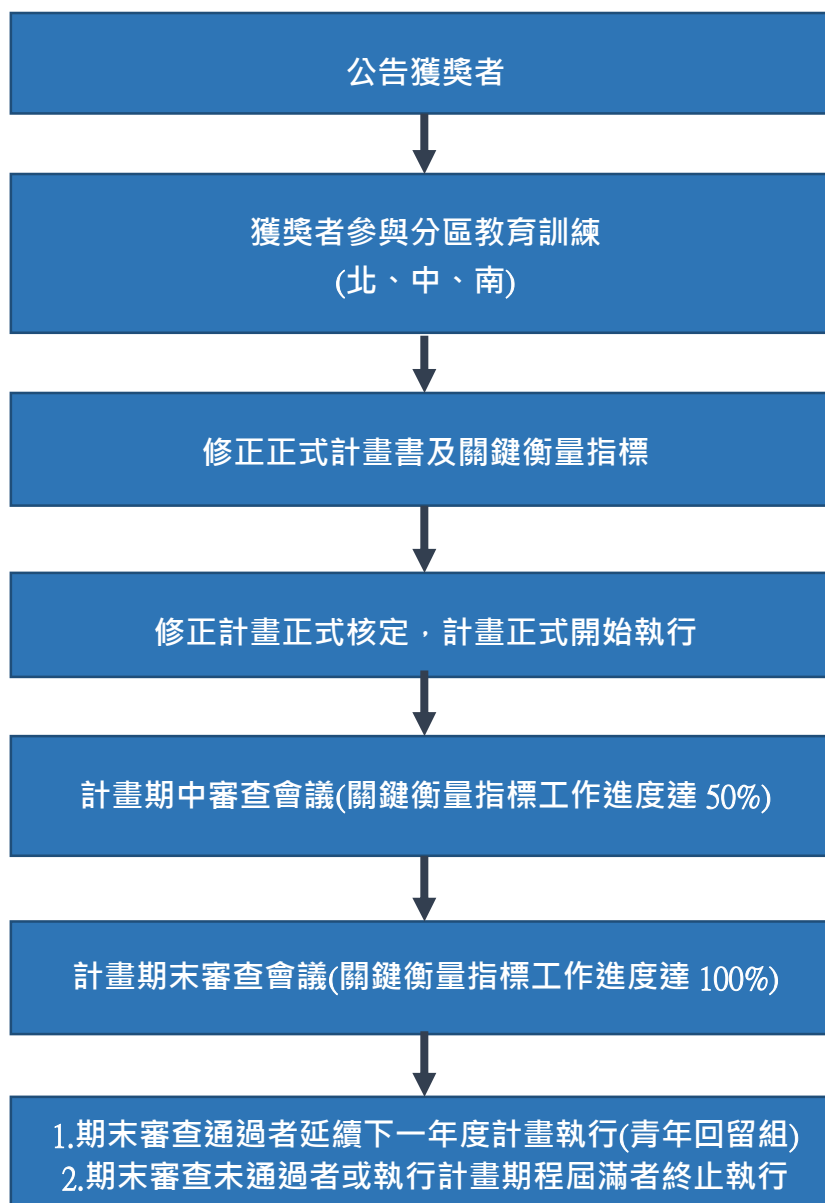 公告獲獎者
獲獎者參與分區教育訓練
(北、中、南)
修正正式計畫書及關鍵衡量指標
修正計畫正式核定，計畫正式開始執行
計畫期中審查會議(關鍵衡量指標工作進度達 50%)
計畫期末審查會議(關鍵衡量指標工作進度達 100%)
1.期末審查通過者延續下一年度計畫執行(青年回留組)
2.期末審查未通過者或執行計畫期程屆滿者終止執行